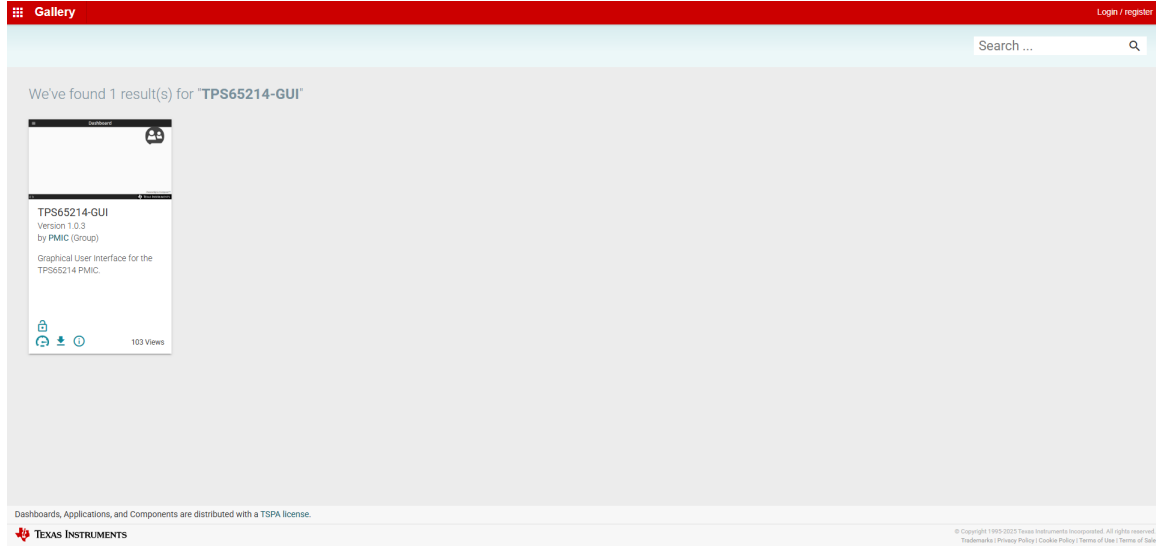 Gallery
Login / register
Search ...
We've found 1 result(s) for "TPS65214-GUI"
Dashboard
TPS65214-GUI
Version 1.0.3
by PMIC (Group)
Graphical User Interface for the
TPS65214 PMIC.
103 Views
Dashboards, Applications, and Components are distributed with a TSPA license.
TEXAS INSTRUMENTS
© Copyright 1995-2025 Texas Instruments Incorporated. All rights reserved.
Trademarks | Privacy Policy | Cookie Policy | Terms of Use | Terms of Sale